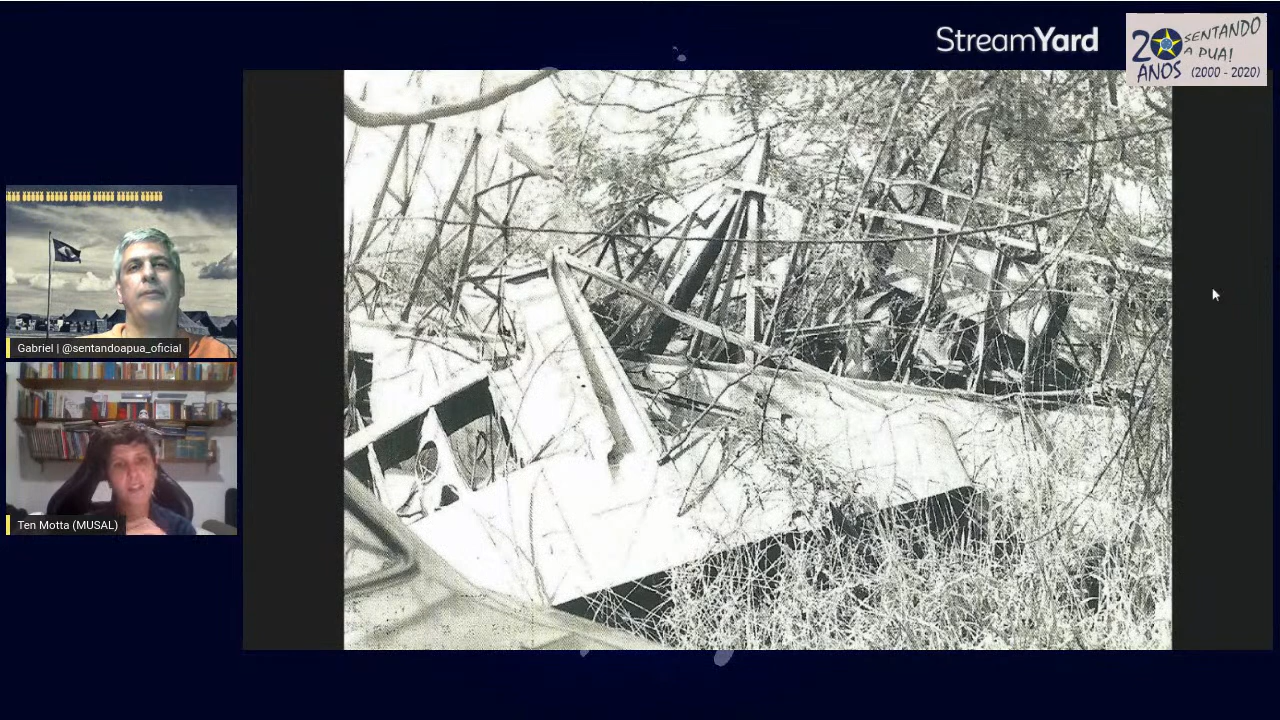 StreamYard
20 ANOS
SENTANDO
A PUA!
(2000 - 2020)
Gabriel | @sentandoapua_oficial
Ten Motta (MUSAL)